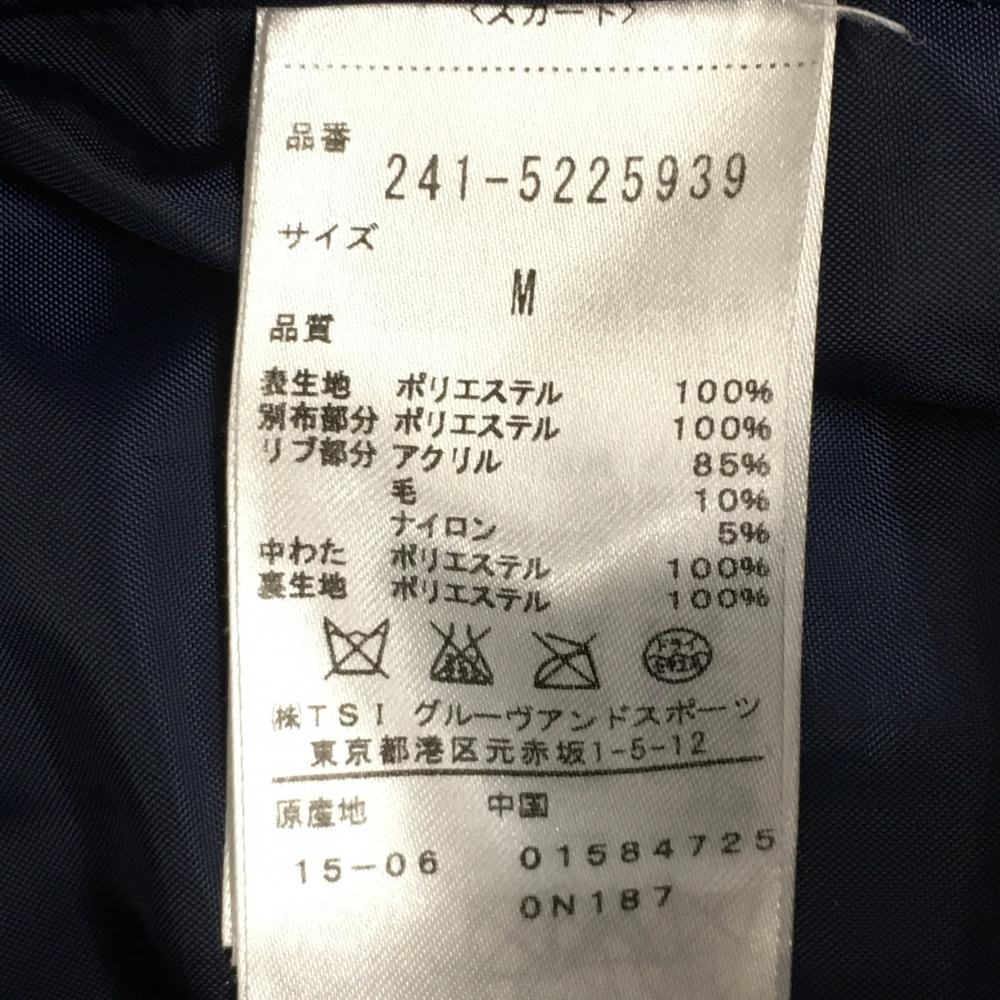 〈スカート〉
品番
241-5225939
サイズ
M
品質
表生地 ポリエステル 100%
別布部分 ポリエステル 100%
リブ部分 アクリル 85%
毛 10%
ナイロン 5%
中わた ポリエステル 100%
裏生地 ポリエステル 100%
ドライ
㈱TSI グルーヴアンドスポーツ
東京都港区元赤坂1-5-12
原産地 中国
15-06 01584725
0N187